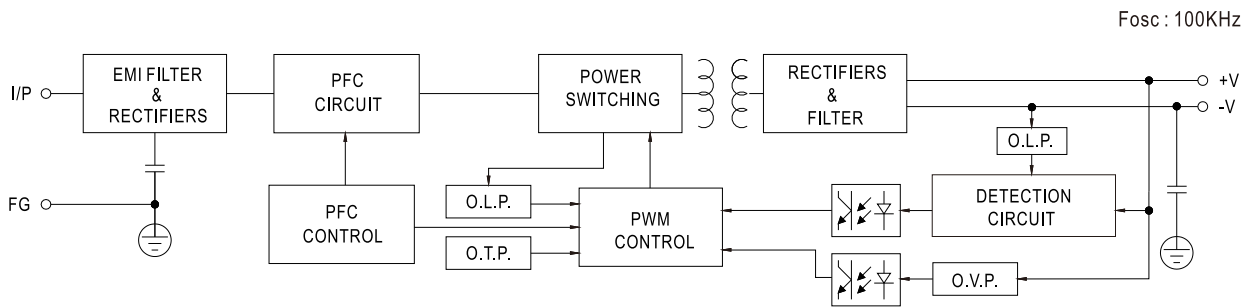 Fosc : 100KHz
I/P
EMI FILTER
&
RECTIFIERS
PFC
CIRCUIT
POWER
SWITCHING
RECTIFIERS
&
FILTER
+V
-V
O.L.P.
FG
PFC
CONTROL
O.L.P.
O.T.P.
PWM
CONTROL
DETECTION
CIRCUIT
O.V.P.